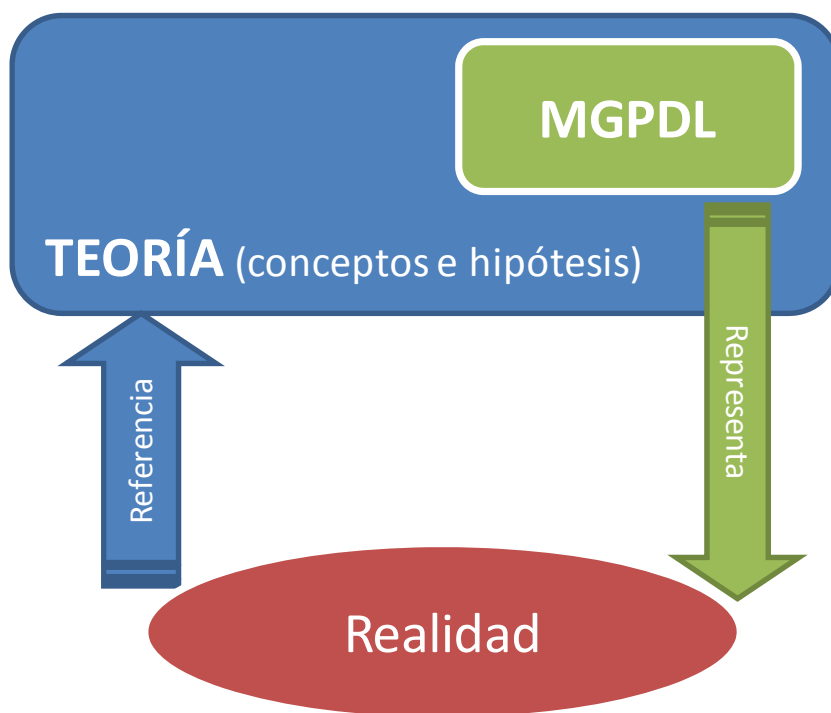 MGPDL
TEORÍA (conceptos e hipótesis)
Referencia
Representa
Realidad